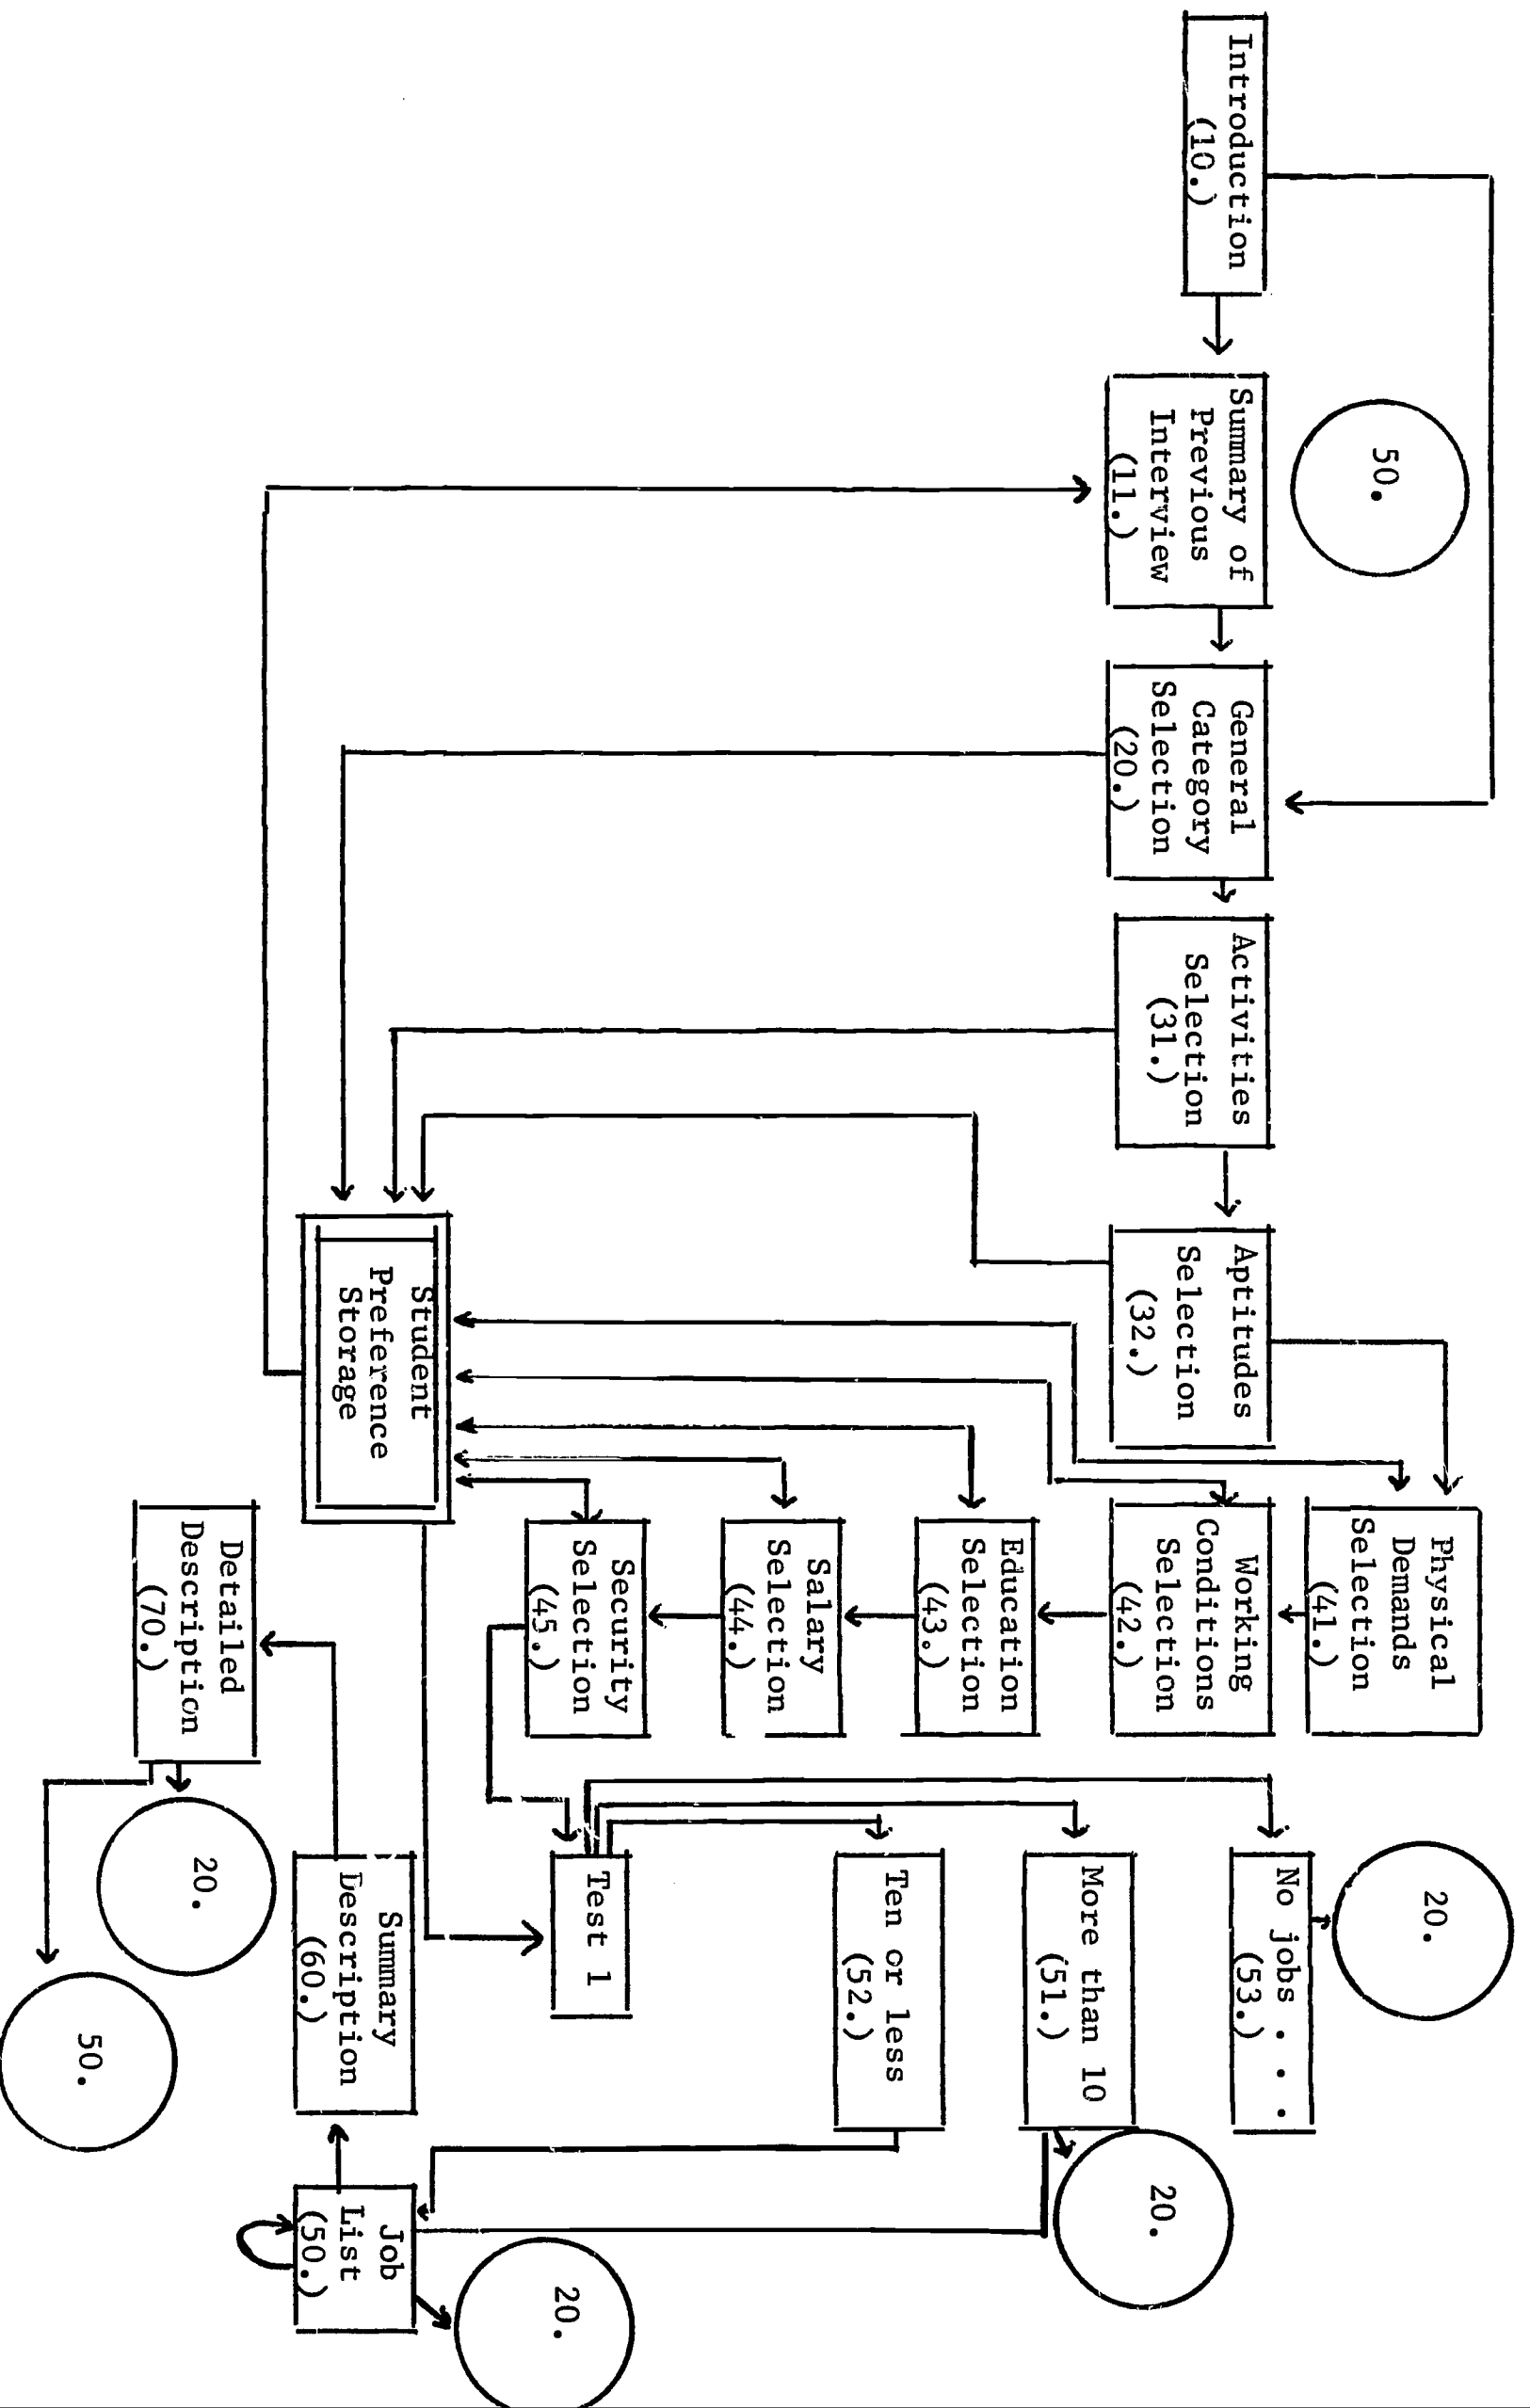 Introduction
(10.)
50.
Summary of
Previous
Interview
(11.)
General
Category
Selection
(20.)
Activities
Selection
(31.)
Aptitudes
Selection
(32.)
Physical
Demands
Selection
(41.)
Working
Conditions
Selection
(42.)
Education
Selection
(43.)
Salary
Selection
(44.)
Security
Selection
(45.)
Student
Preference
Storage
Detailed
Description
(70.)
20.
50.
Summary
Description
(60.)
Test 1
Ten or less
(52.)
More than 10
(51.)
No jobs . . .
(53.)
20.
20.
Job
List
(50.)
20.